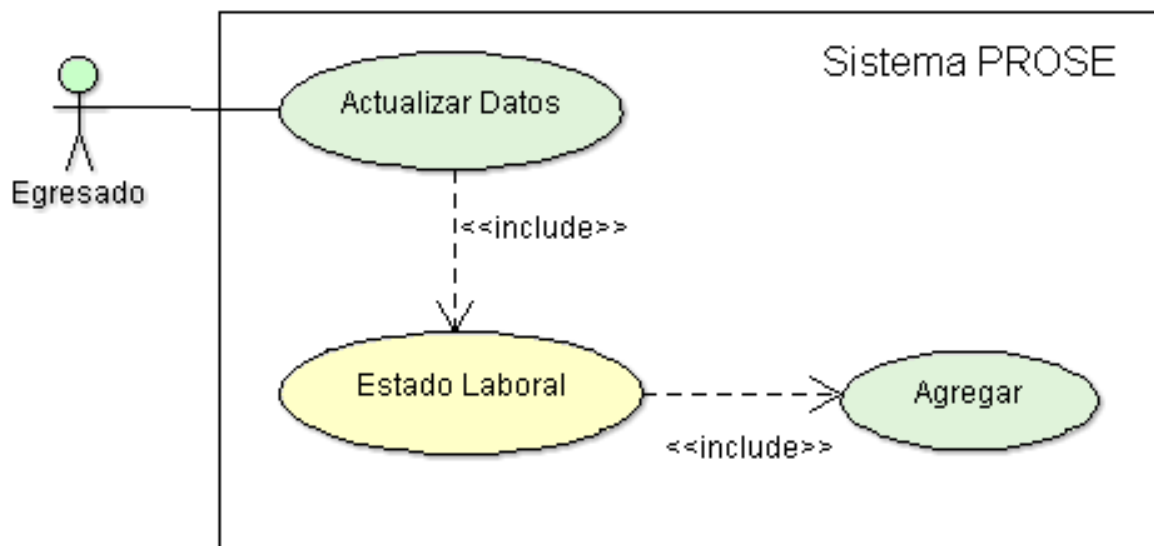 Sistema PROSE
Actualizar Datos
Egresado
<<include>>
Estado Laboral
Agregar
<<include>>